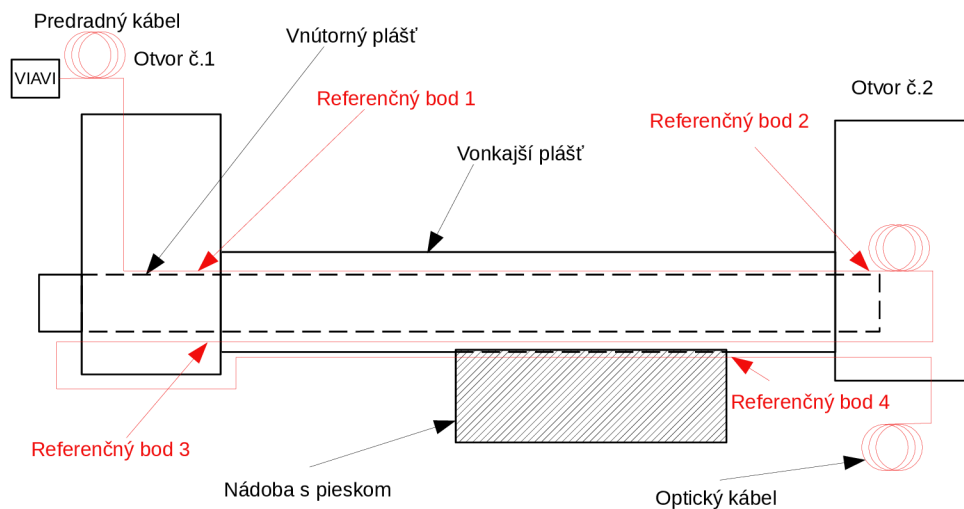 Predradný kábel
VIAVI
Otvor č.1
Vnútorný plášť
Referenčný bod 1
Vonkajší plášť
Referenčný bod 2
Otvor č.2
Referenčný bod 3
Nádoba s pieskom
Referenčný bod 4
Optický kábel